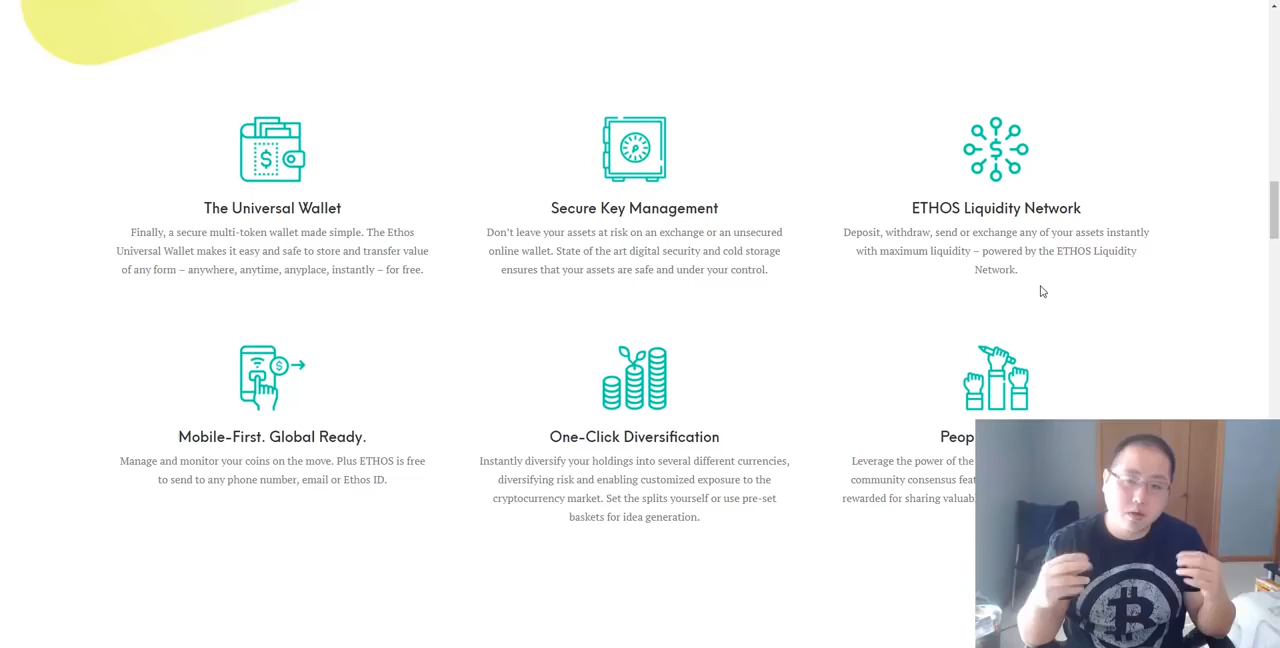 The Universal Wallet
Finally, a secure multi-token wallet made simple. The Ethos
Universal Wallet makes it easy and safe to store and transfer value
of any form – anywhere, anytime, anyplace, instantly – for free.
Secure Key Management
Don't leave your assets at risk on an exchange or an unsecured
online wallet. State of the art digital security and cold storage
ensures that your assets are safe and under your control.
ETHOS Liquidity Network
Deposit, withdraw, send or exchange any of your assets instantly
with maximum liquidity – powered by the ETHOS Liquidity
Network.
Mobile-First. Global Ready.
Manage and monitor your coins on the move. Plus ETHOS is free
to send to any phone number, email or Ethos ID.
One-Click Diversification
Instantly diversify your holdings into several different currencies,
diversifying risk and enabling customized exposure to the
cryptocurrency market. Set the splits yourself or use pre-set
baskets for idea generation.
Leverage the power of the
community consensus
rewarded for sharing